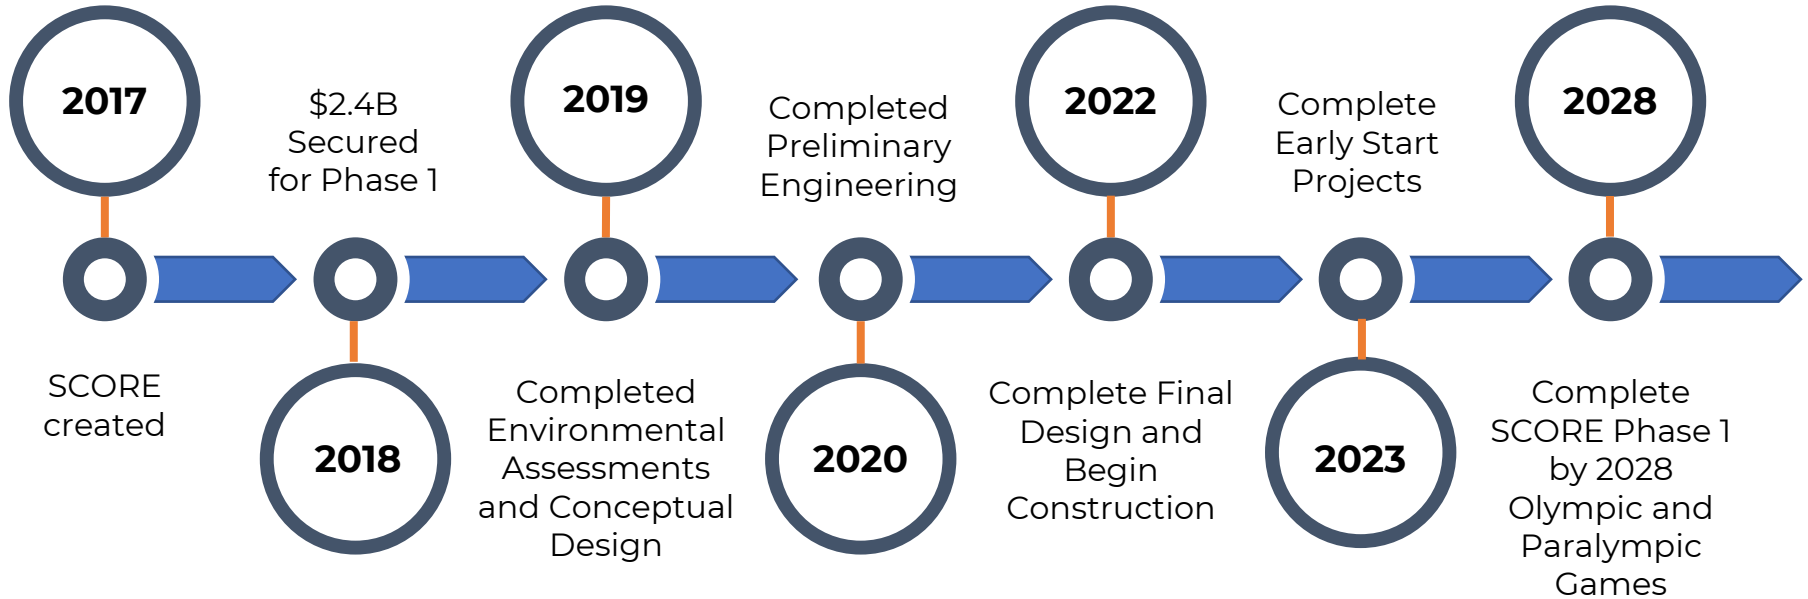 2017
SCORE
created
$2.4B
Secured
for Phase 1
2018
2019
Completed
Environmental
Assessments
and Conceptual
Design
Completed
Preliminary
Engineering
2020
2022
Complete Final
Design and
Begin
Construction
Complete
Early Start
Projects
2023
2028
Complete
SCORE Phase 1
by 2028
Olympic and
Paralympic
Games